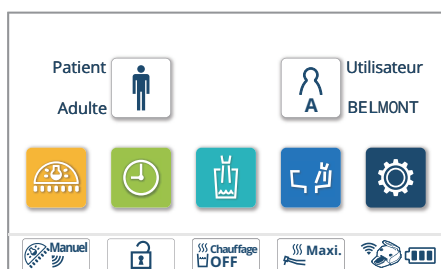 Patient
Adulte
Utilisateur
A
BELMONT
Manuel
Chauffage
OFF
Maxi.